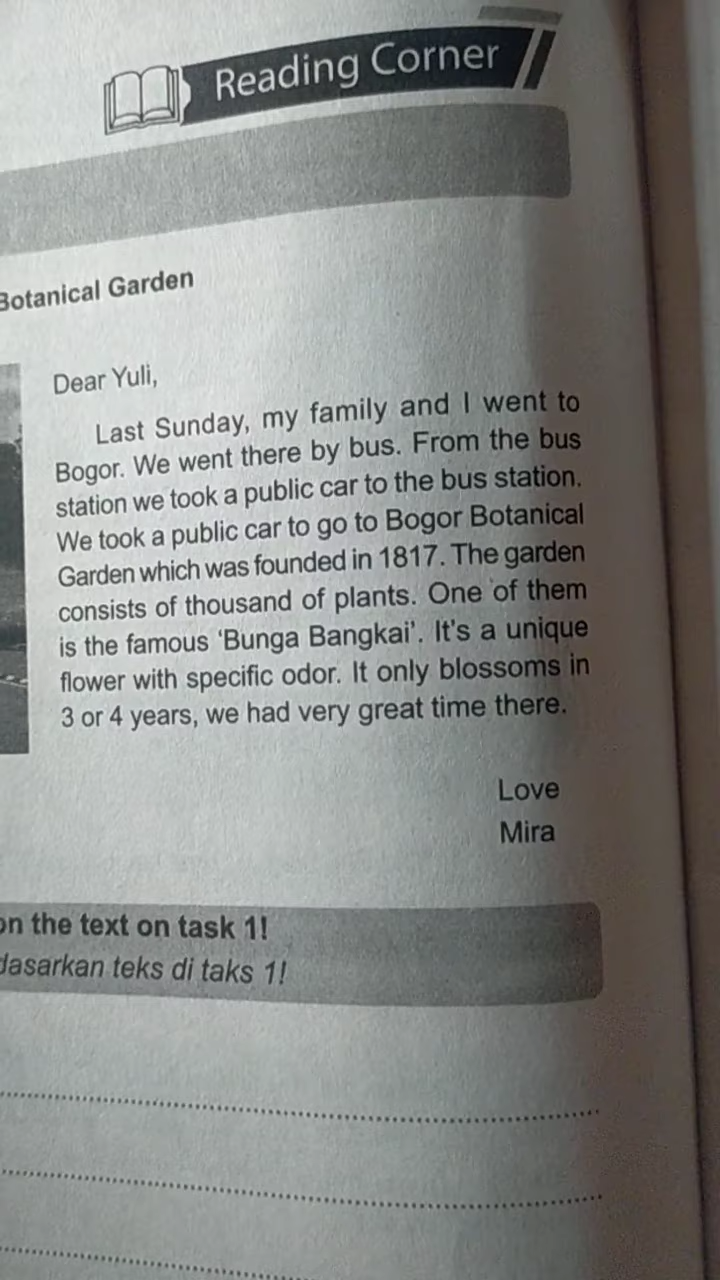 Reading Corner
Botanical Garden
Dear Yuli,
Last Sunday, my family and I went to
Bogor. We went there by bus. From the bus
station we took a public car to the bus station.
We took a public car to go to Bogor Botanical
Garden which was founded in 1817. The garden
consists of thousand of plants. One of them
is the famous ‘Bunga Bangkai’. It's a unique
flower with specific odor. It only blossoms in
3 or 4 years, we had very great time there.
Love
Mira
on the text on task 1!
dasarkan teks di taks 1!